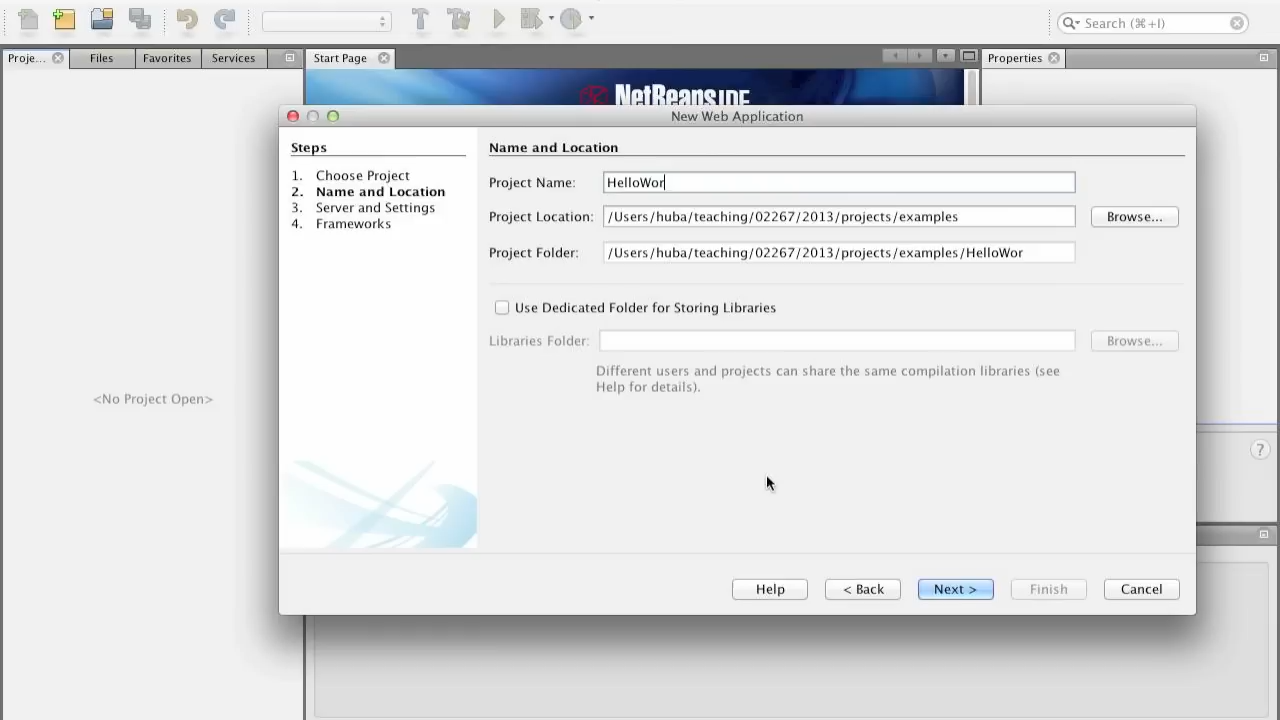 Search (⌘+I)
Proje...
Files
Favorites
Services
Start Page
Properties
NetBeans IDE
New Web Application
Steps
Name and Location
1. Choose Project
2. Name and Location
3. Server and Settings
4. Frameworks
Project Name:
HelloWor
Project Location:
/Users/huba/teaching/02267/2013/projects/examples
Browse...
Project Folder:
/Users/huba/teaching/02267/2013/projects/examples/HelloWor
Use Dedicated Folder for Storing Libraries
Libraries Folder:
Browse...
Different users and projects can share the same compilation libraries (see
Help for details).
<No Project Open>
?
Help
< Back
Next >
Finish
Cancel